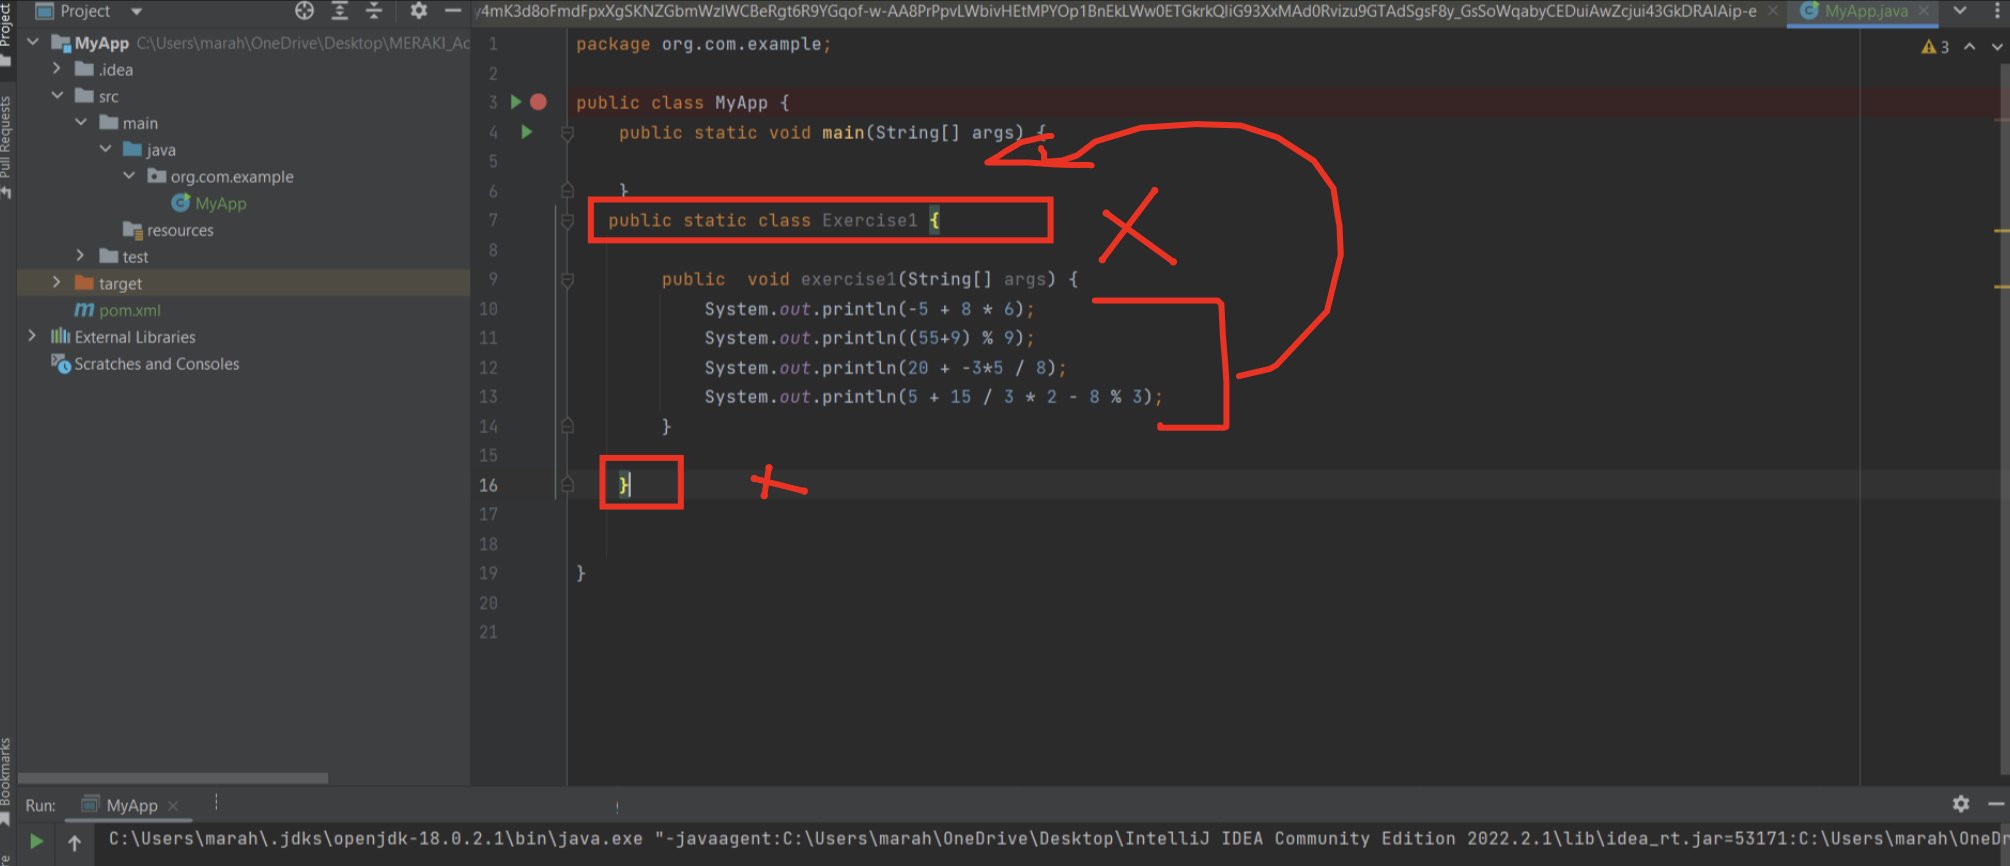 Project
y4mK3d8oFmdFpxXgSKNZGbmWzIWCBeRgt6R9YGqof-w-AA8PrPpvLWbivHEtMPYOp1BnEkLWw0ETGkrkQliG93XxMAd0Rvizu9GTAdSgsF8y_GsSoWqabyCEDuiAwZcjui43GkDRAlAip-e
MyApp.java
Project
Pull Requests
Bookmarks
MyApp C:\Users\marah\OneDrive\Desktop\MERAKI_Ac
.idea
src
main
java
org.com.example
MyApp
resources
test
target
pom.xml
External Libraries
Scratches and Consoles
3
1 package org.com.example;
2
3 public class MyApp {
4 public static void main(String[] args) {
5
6 }
7 public static class Exercise1 {
8
9 public  void exercise1(String[] args) {
10 System.out.println(-5 + 8 * 6);
11 System.out.println((55+9) % 9);
12 System.out.println(20 + -3*5 / 8);
13 System.out.println(5 + 15 / 3 * 2 - 8 % 3);
14 }
15
16 }
17
18
19 }
20
21
Run: MyApp
C:\Users\marah\.jdks\openjdk-18.0.2.1\bin\java.exe "-javaagent:C:\Users\marah\OneDrive\Desktop\IntelliJ IDEA Community Edition 2022.2.1\lib\idea_rt.jar=53171:C:\Users\marah\OneDr